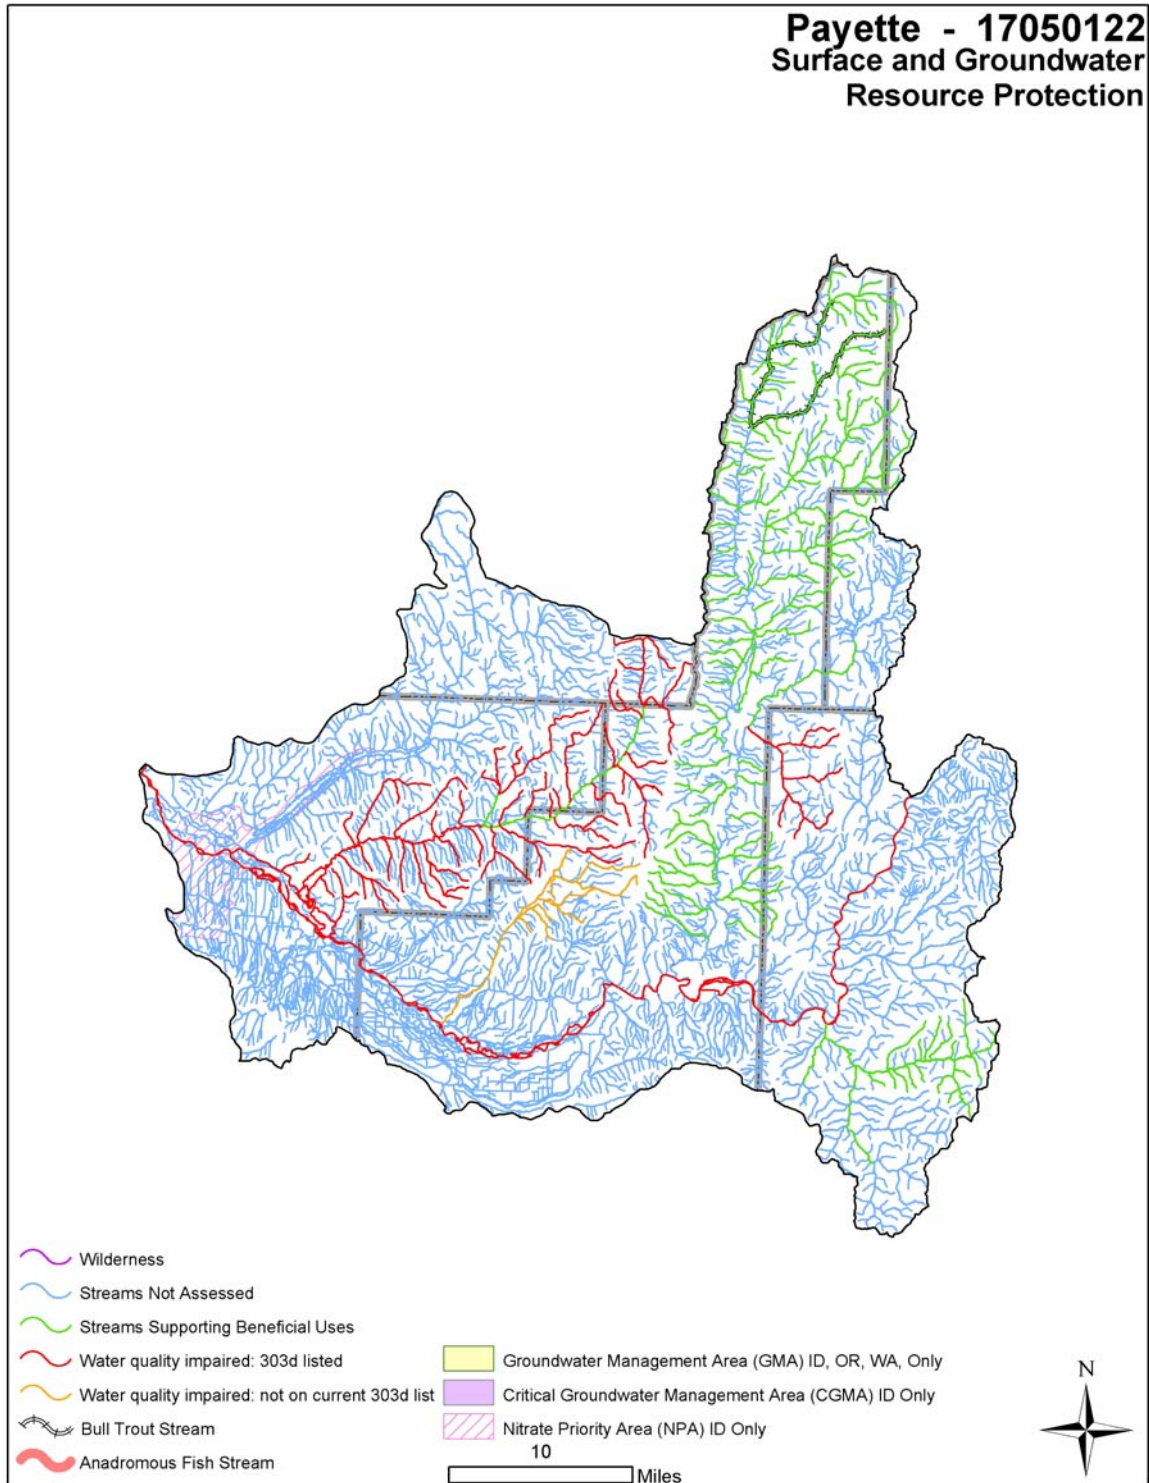 Payette - 17050122
Surface and Groundwater
Resource Protection
Wilderness
Streams Not Assessed
Streams Supporting Beneficial Uses
Water quality impaired: 303d listed
Water quality impaired: not on current 303d list
Bull Trout Stream
Anadromous Fish Stream
Groundwater Management Area (GMA) ID, OR, WA, Only
Critical Groundwater Management Area (CGMA) ID Only
Nitrate Priority Area (NPA) ID Only
10
Miles
N